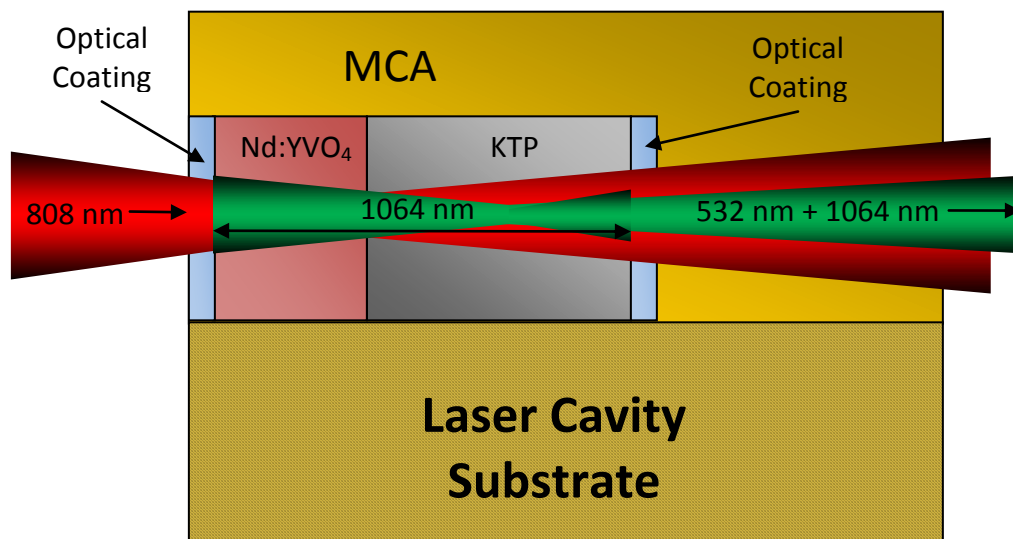 Optical
Coating
MCA
Optical
Coating
Nd:YVO₄
KTP
808 nm
1064 nm
532 nm + 1064 nm
Laser Cavity
Substrate